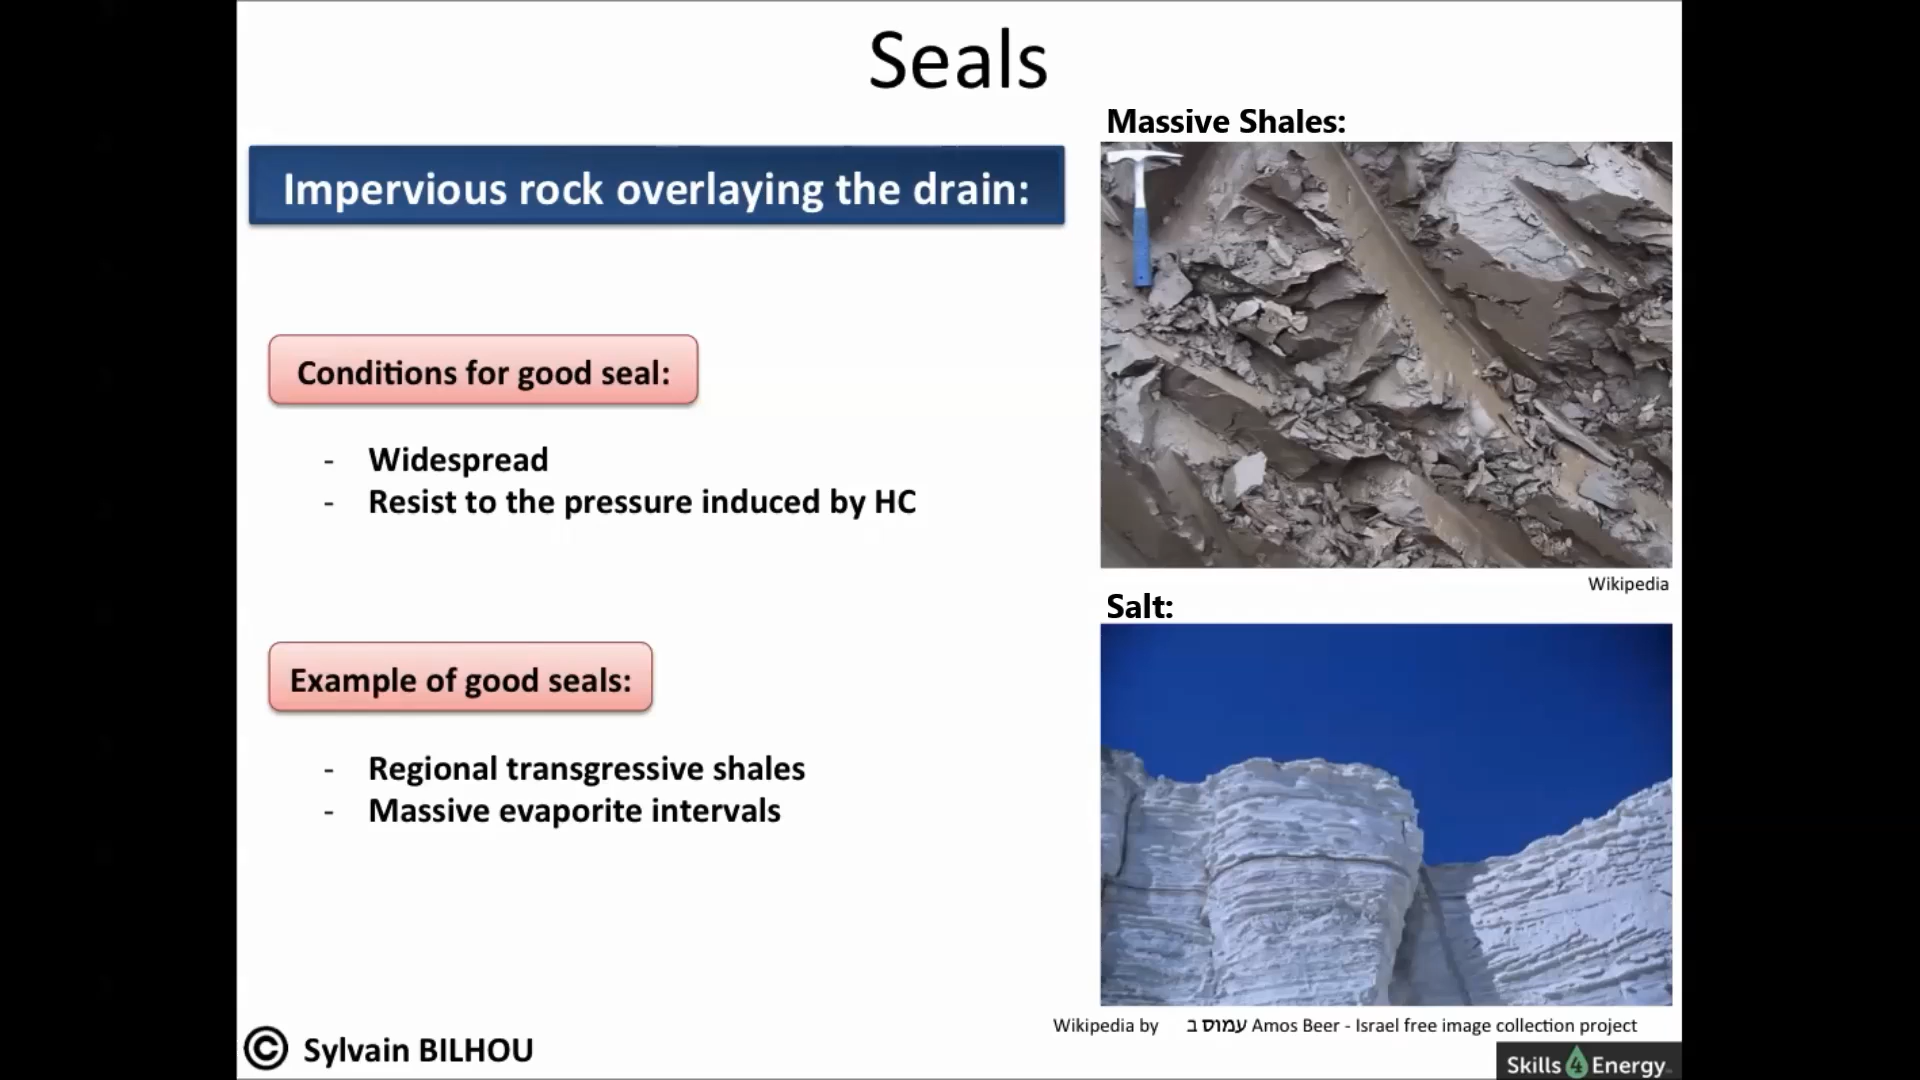 Seals
Impervious rock overlaying the drain:
Conditions for good seal:
- Widespread
- Resist to the pressure induced by HC
Example of good seals:
- Regional transgressive shales
- Massive evaporite intervals
© Sylvain BILHOU
Massive Shales:
Wikipedia
Salt:
Wikipedia by עמוס ב Amos Beer - Israel free image collection project
Skills 4 Energy